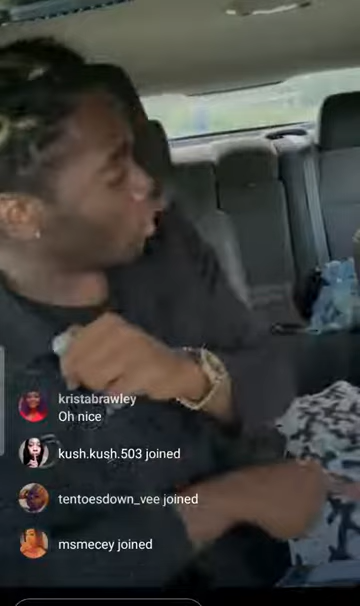 kristabrawley
Oh nice
kush.kush.503 joined
tentoesdown_vee joined
msmecey joined